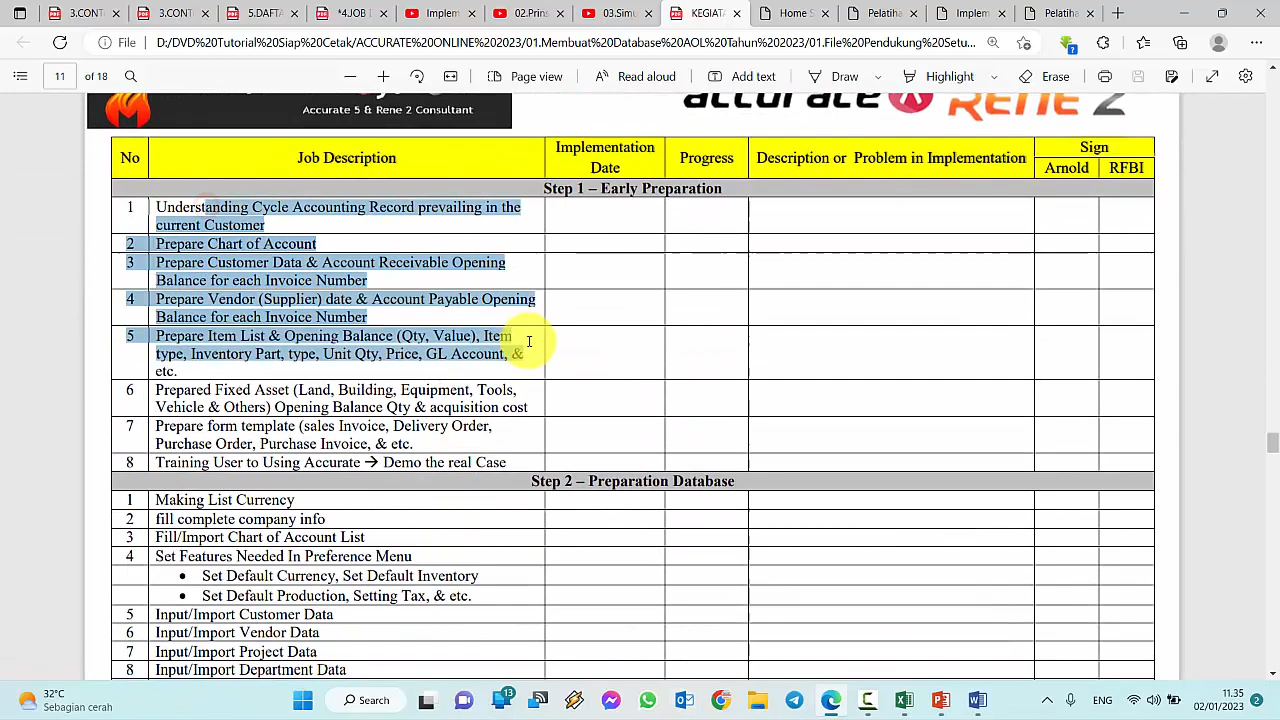 3.CONT
3.CONT
5.DAFTA
*4.JOB L
Implem
02.Prins
03.Simu
KEGIATA
Home S
Pelatiha
Implem
Pelatiha
File
D:/DVD%20Tutorial%20Siap%20Cetak/ACCURATE%20ONLINE%202023/01.Membuat%20Database%20AOL%20Tahun%202023/01.File%20Pendukung%20Setu...
11 of 18
Page view
Read aloud
Add text
Draw
Highlight
Erase
Accurate 5 & Rene 2 Consultant
accurate
RENE 2
No
Job Description
Implementation Date
Progress
Description or Problem in Implementation
Sign
Arnold
RFBI
Step 1 – Early Preparation
1 Understanding Cycle Accounting Record prevailing in the
current Customer
2 Prepare Chart of Account
3 Prepare Customer Data & Account Receivable Opening
Balance for each Invoice Number
4 Prepare Vendor (Supplier) date & Account Payable Opening
Balance for each Invoice Number
5 Prepare Item List & Opening Balance (Qty, Value), Item
type, Inventory Part, type, Unit Qty, Price, GL Account, &
etc.
6 Prepared Fixed Asset (Land, Building, Equipment, Tools,
Vehicle & Others) Opening Balance Qty & acquisition cost
7 Prepare form template (sales Invoice, Delivery Order,
Purchase Order, Purchase Invoice, & etc.
8 Training User to Using Accurate → Demo the real Case
Step 2 – Preparation Database
1 Making List Currency
2 fill complete company info
3 Fill/Import Chart of Account List
4 Set Features Needed In Preference Menu
• Set Default Currency, Set Default Inventory
• Set Default Production, Setting Tax, & etc.
5 Input/Import Customer Data
6 Input/Import Vendor Data
7 Input/Import Project Data
8 Input/Import Department Data
32°C
Sebagian cerah
Search
13
ENG
11.35
02/01/2023
2